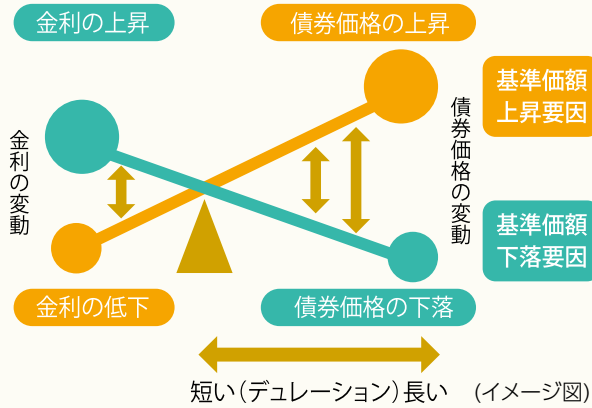 金利の上昇
債券価格の上昇
基準価額
上昇要因
金利の変動
債券価格の変動
基準価額
下落要因
金利の低下
債券価格の下落
短い（デュレーション）長い
(イメージ図)